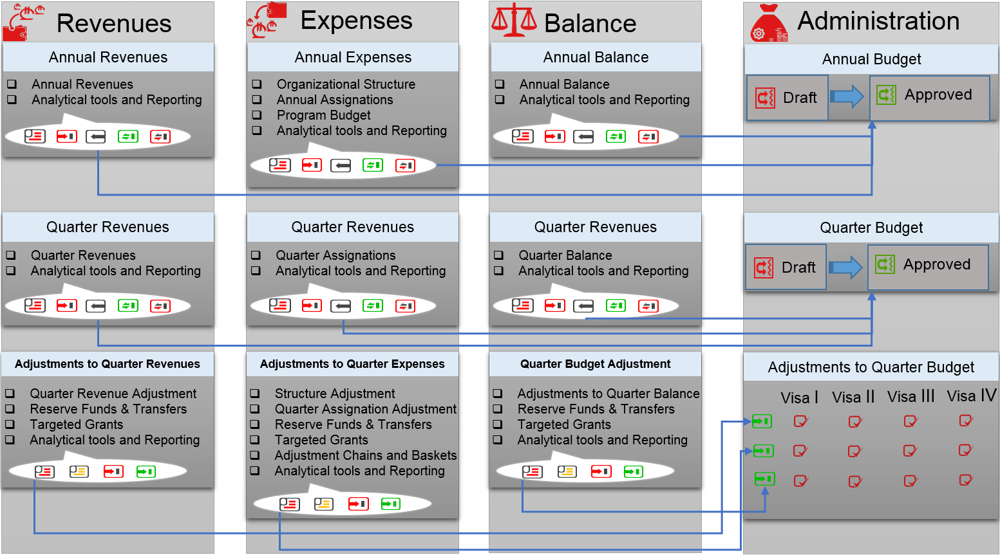 Revenues
Annual Revenues
Annual Revenues
Analytical tools and Reporting
Quarter Revenues
Quarter Revenues
Analytical tools and Reporting
Adjustments to Quarter Revenues
Quarter Revenue Adjustment
Reserve Funds & Transfers
Targeted Grants
Analytical tools and Reporting
Expenses
Annual Expenses
Organizational Structure
Annual Assignations
Program Budget
Analytical tools and Reporting
Quarter Revenues
Quarter Assignations
Analytical tools and Reporting
Adjustments to Quarter Expenses
Structure Adjustment
Quarter Assignation Adjustment
Reserve Funds & Transfers
Targeted Grants
Adjustment Chains and Baskets
Analytical tools and Reporting
Balance
Annual Balance
Annual Balance
Analytical tools and Reporting
Quarter Revenues
Quarter Balance
Analytical tools and Reporting
Quarter Budget Adjustment
Adjustments to Quarter Balance
Reserve Funds & Transfers
Targeted Grants
Analytical tools and Reporting
Administration
Annual Budget
Draft
Approved
Quarter Budget
Draft
Approved
Adjustments to Quarter Budget
Visa I Visa II Visa III Visa IV